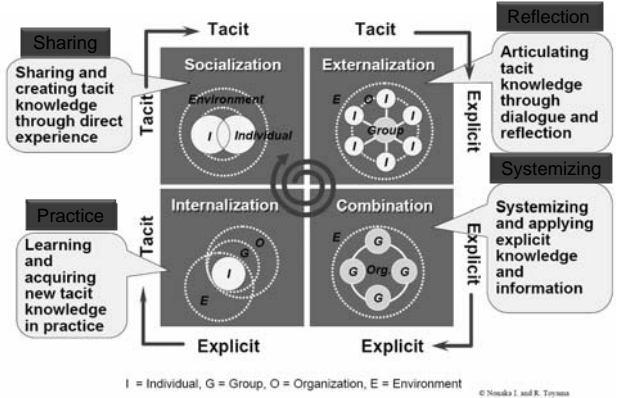 Sharing
Sharing and
creating tacit
knowledge
through direct
experience
Tacit
Tacit
Reflection
Articulating
tacit
knowledge
through
dialogue and
reflection
Tacit
Explicit
Socialization
Environment
I
Individual
Externalization
E
O
I
I
I
Group
I
I
I
Practice
Learning
and
acquiring
new tacit
knowledge
in practice
Tacit
Internalization
O
G
I
E
Combination
E
G
G
Org.
G
G
Explicit
Systemizing
Systemizing
and applying
explicit
knowledge
and
information
Explicit
Explicit
I = Individual, G = Group, O = Organization, E = Environment
© Nonaka I. and R. Toyama